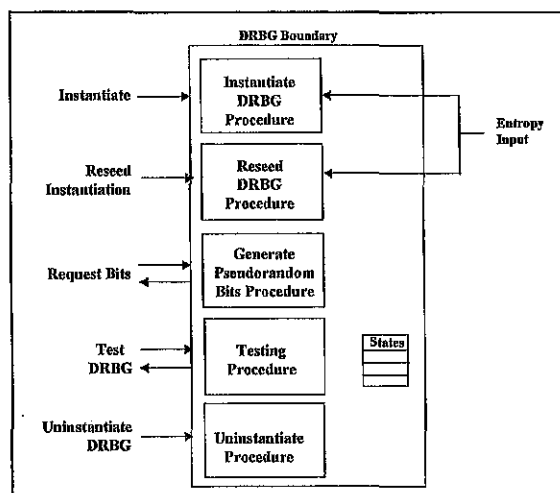 DRBG Boundary
Instantiate
Instantiate
DRBG
Procedure
Entropy
Input
Reseed
Instantiation
Reseed
DRBG
Procedure
Request Bits
Generate
Pseudorandom
Bits Procedure
Test
DRBG
Testing
Procedure
States
Uninstantiate
DRBG
Uninstantiate
Procedure